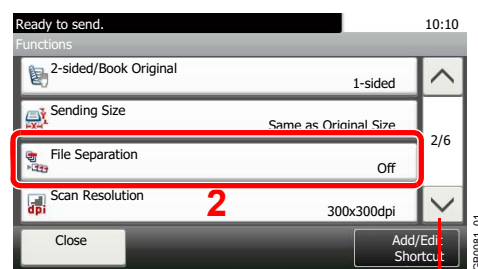 Ready to send.
10:10
Functions
2-sided/Book Original
1-sided
Sending Size
Same as Original Size
2/6
File Separation
Off
Scan Resolution
dpi
2
300x300dpi
Close
Add/Edit
Shortcut